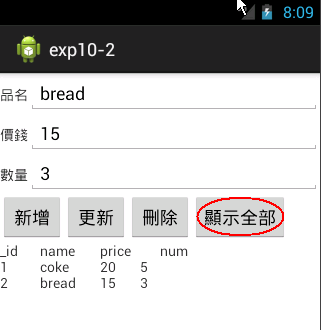 8:09
exp10-2
品名 bread
價錢 15
數量 3
新增 更新 刪除 顯示全部
_id name price num
1 coke 20 5
2 bread 15 3